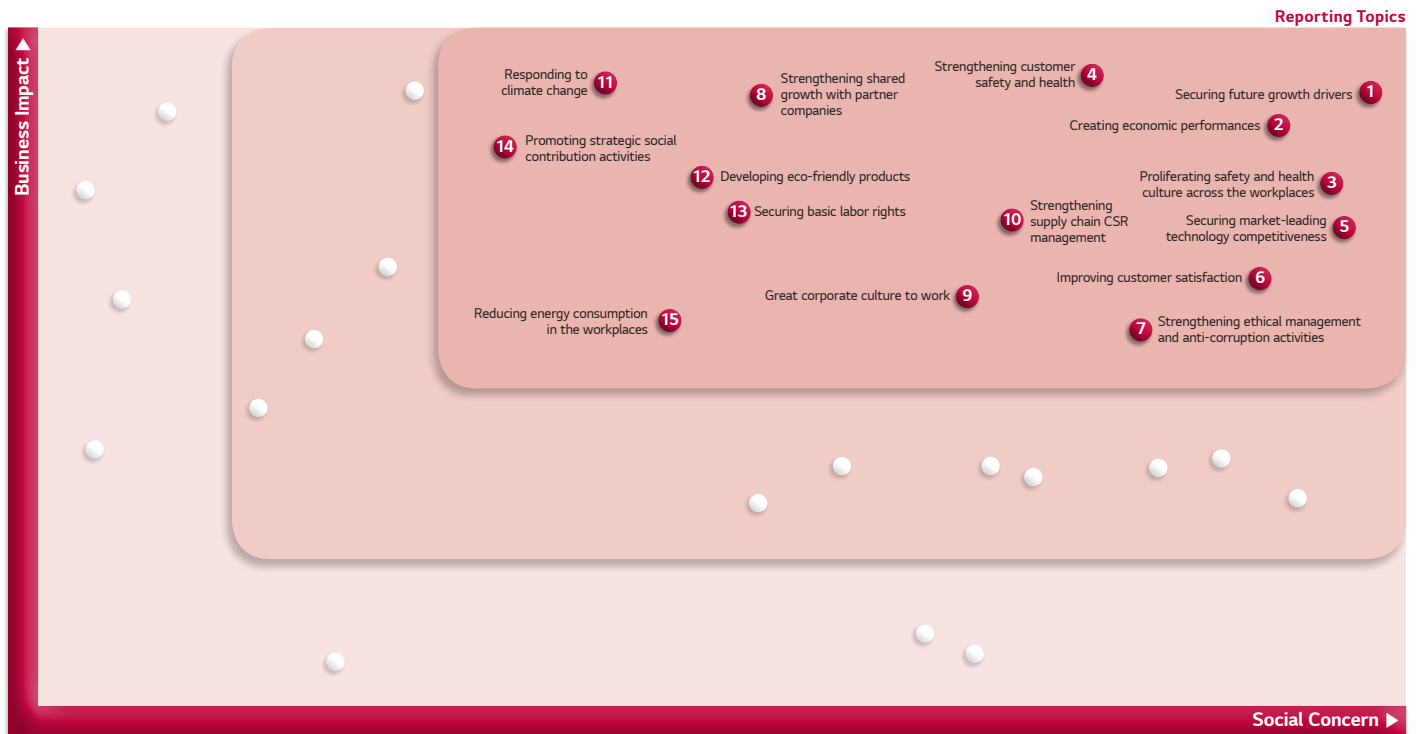 Reporting Topics
Business Impact
Responding to
climate change
11
8
Strengthening shared
growth with partner
companies
Strengthening customer
safety and health
4
Securing future growth drivers
1
Creating economic performances
2
14
Promoting strategic social
contribution activities
12
Developing eco-friendly products
Proliferating safety and health
culture across the workplaces
3
13
Securing basic labor rights
10
Strengthening
supply chain CSR
management
Securing market-leading
technology competitiveness
5
Improving customer satisfaction
6
Great corporate culture to work
9
Reducing energy consumption
in the workplaces
15
7
Strengthening ethical management
and anti-corruption activities
Social Concern